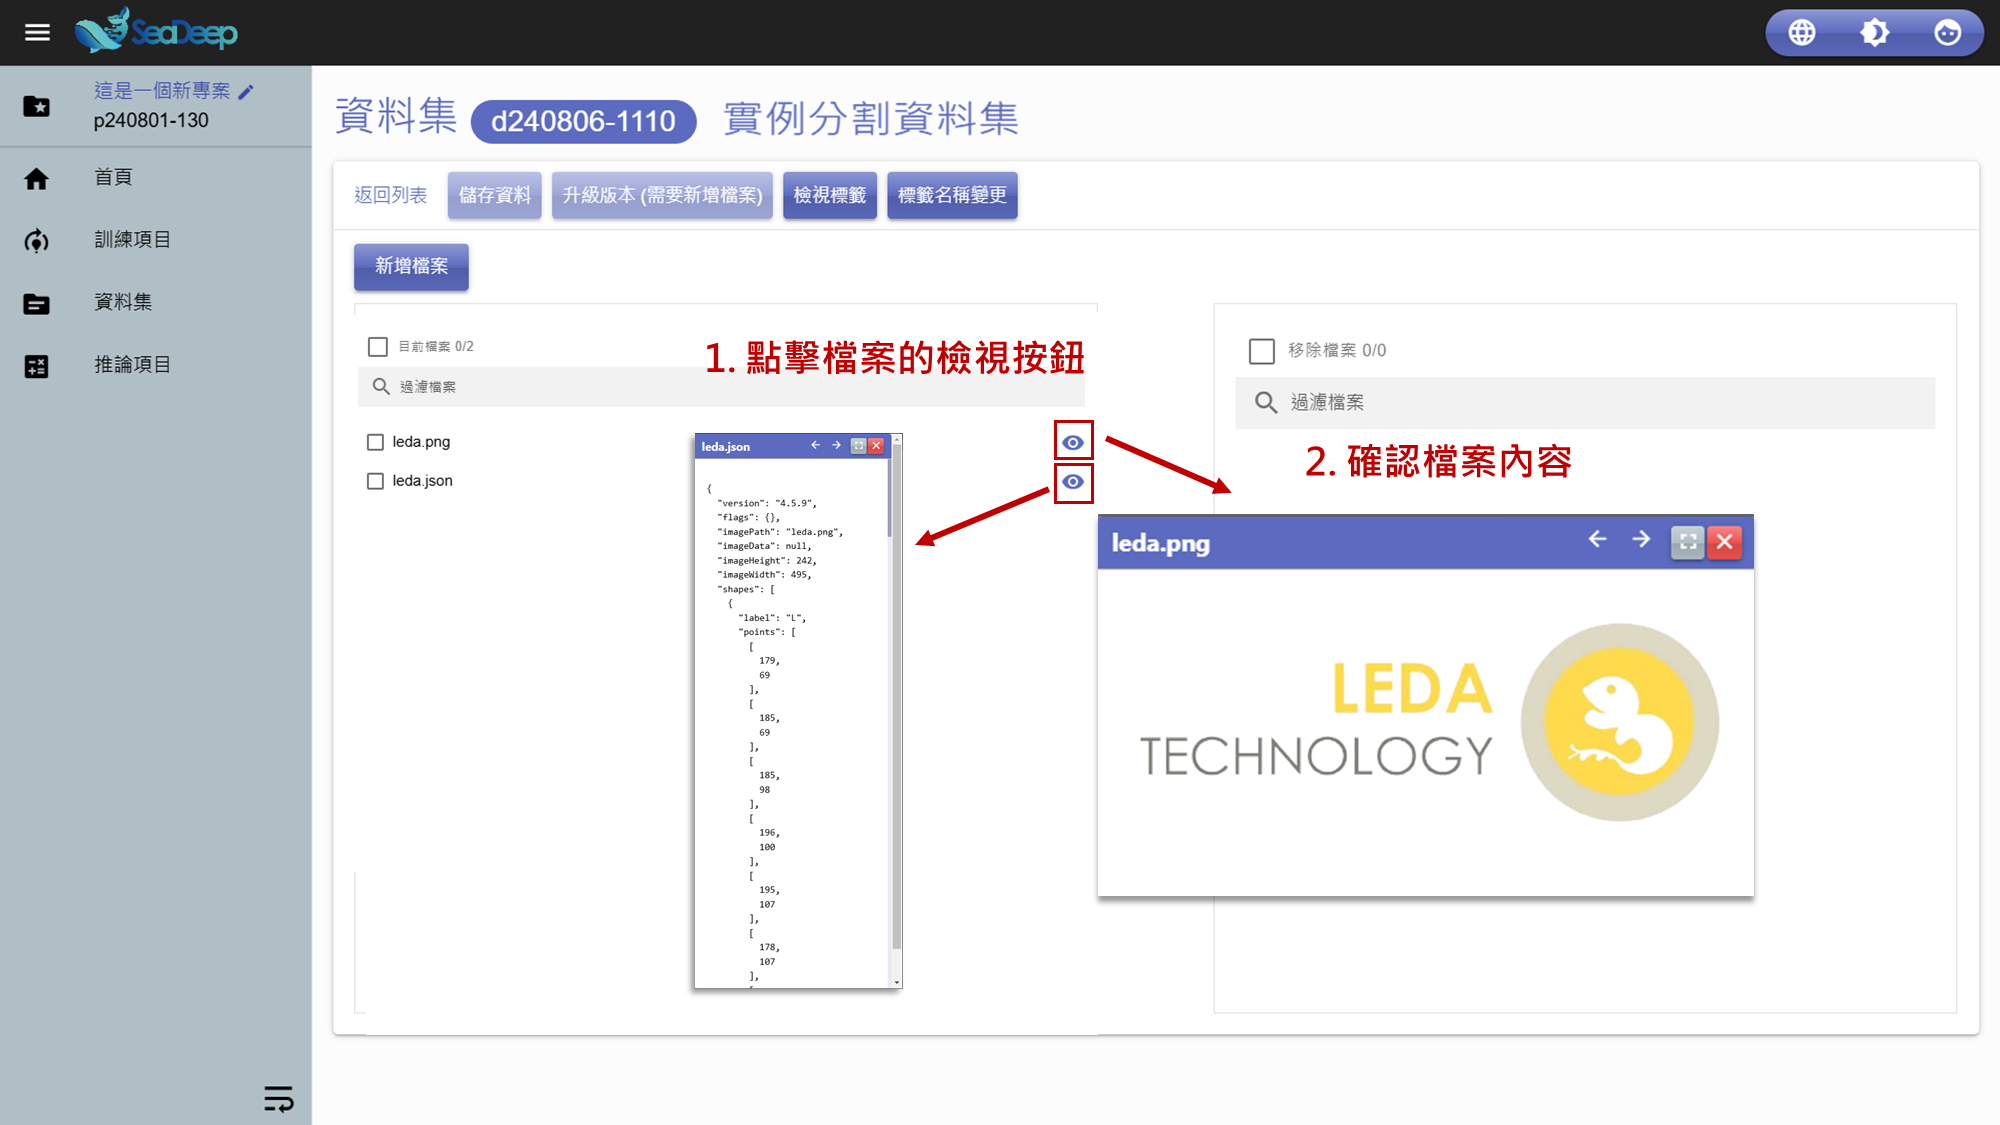 SeaDeep
這是一個新專案
p240801-130
首頁
訓練項目
資料集
推論項目
資料集 d240806-1110 實例分割資料集
返回列表 儲存資料 升級版本 (需要新增檔案) 檢視標籤 標籤名稱變更
新增檔案
目前檔案 0/2
1. 點擊檔案的檢視按鈕
過濾檔案
leda.png
leda.json
leda.json
{
"version": "4.5.9",
"flags": {},
"imagePath": "leda.png",
"imageData": null,
"imageHeight": 242,
"imageWidth": 495,
"shapes": [
{
"label": "L",
"points": [
[
179,
69
],
[
185,
69
],
[
185,
98
],
[
196,
100
],
[
195,
107
],
[
178,
107
],
[
移除檔案 0/0
過濾檔案
2. 確認檔案內容
leda.png
LEDA
TECHNOLOGY